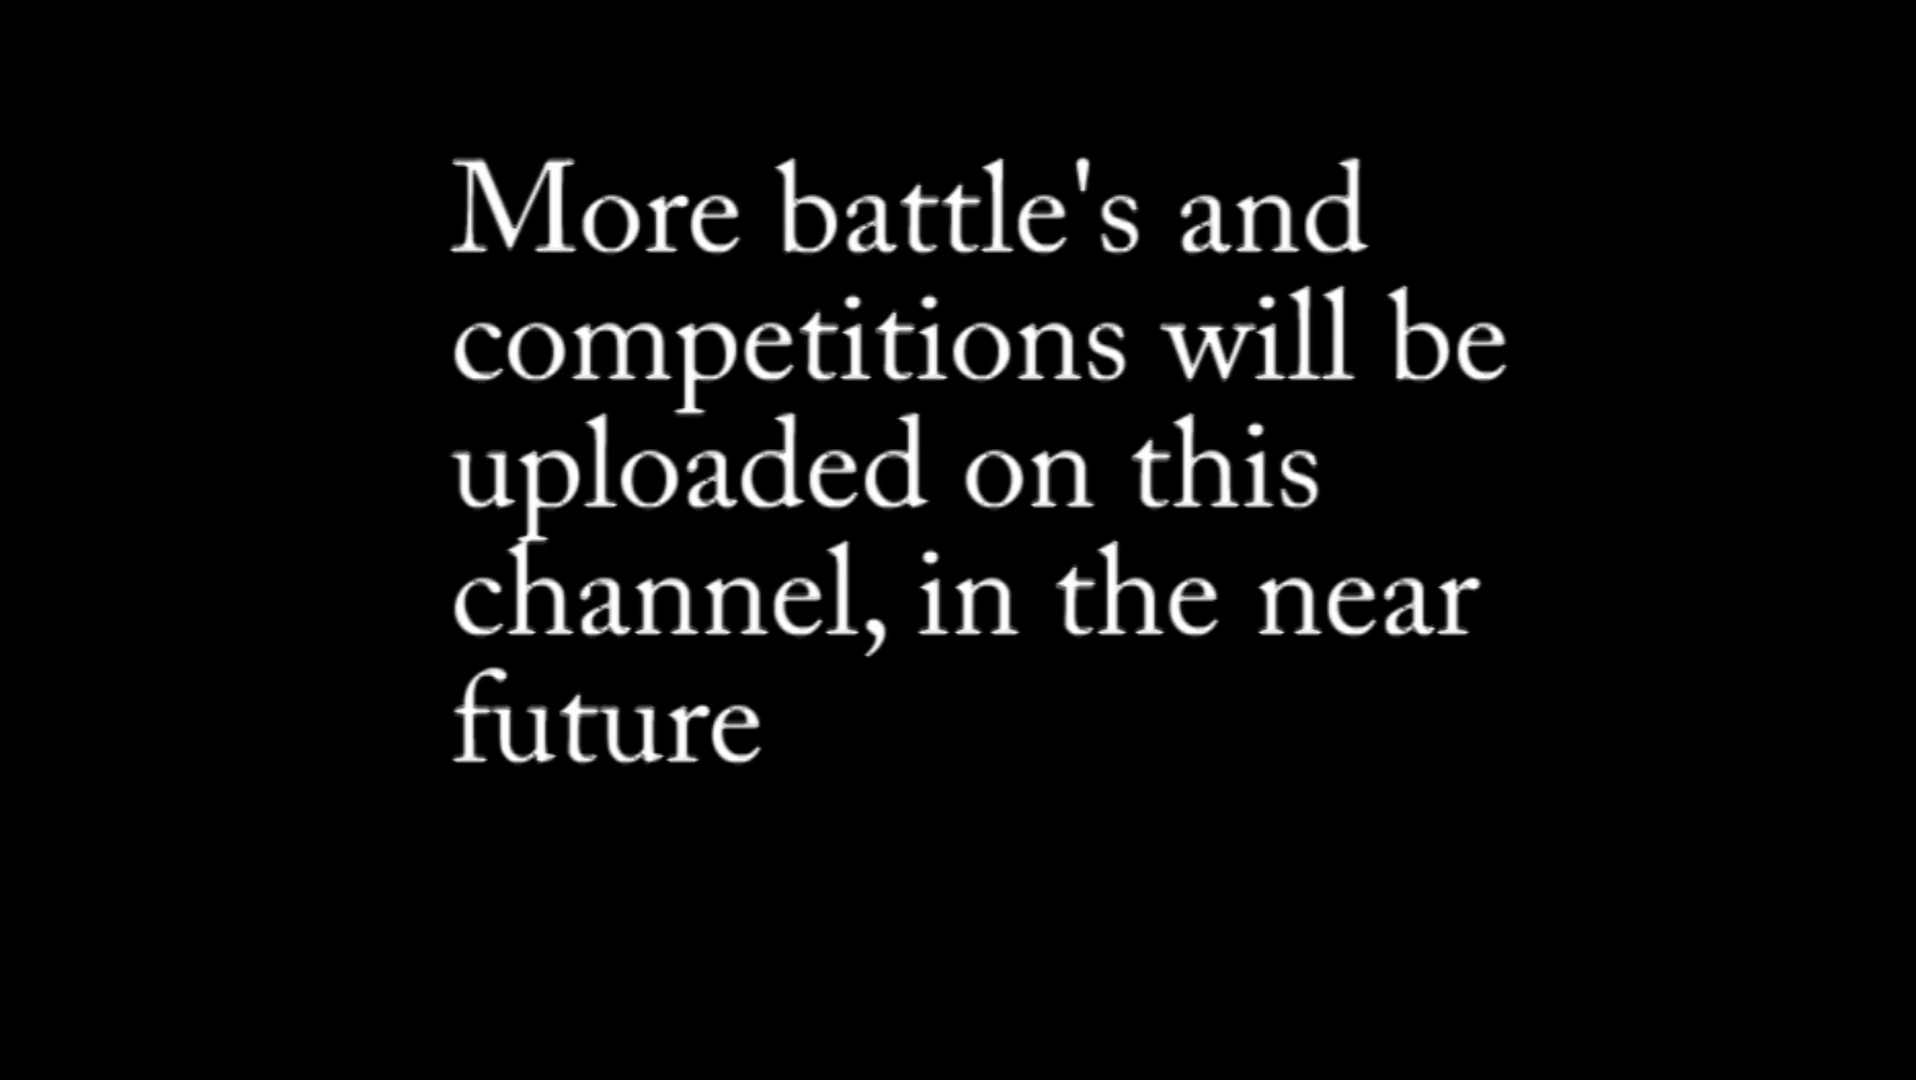 More battle's and
competitions will be
uploaded on this
channel, in the near
future